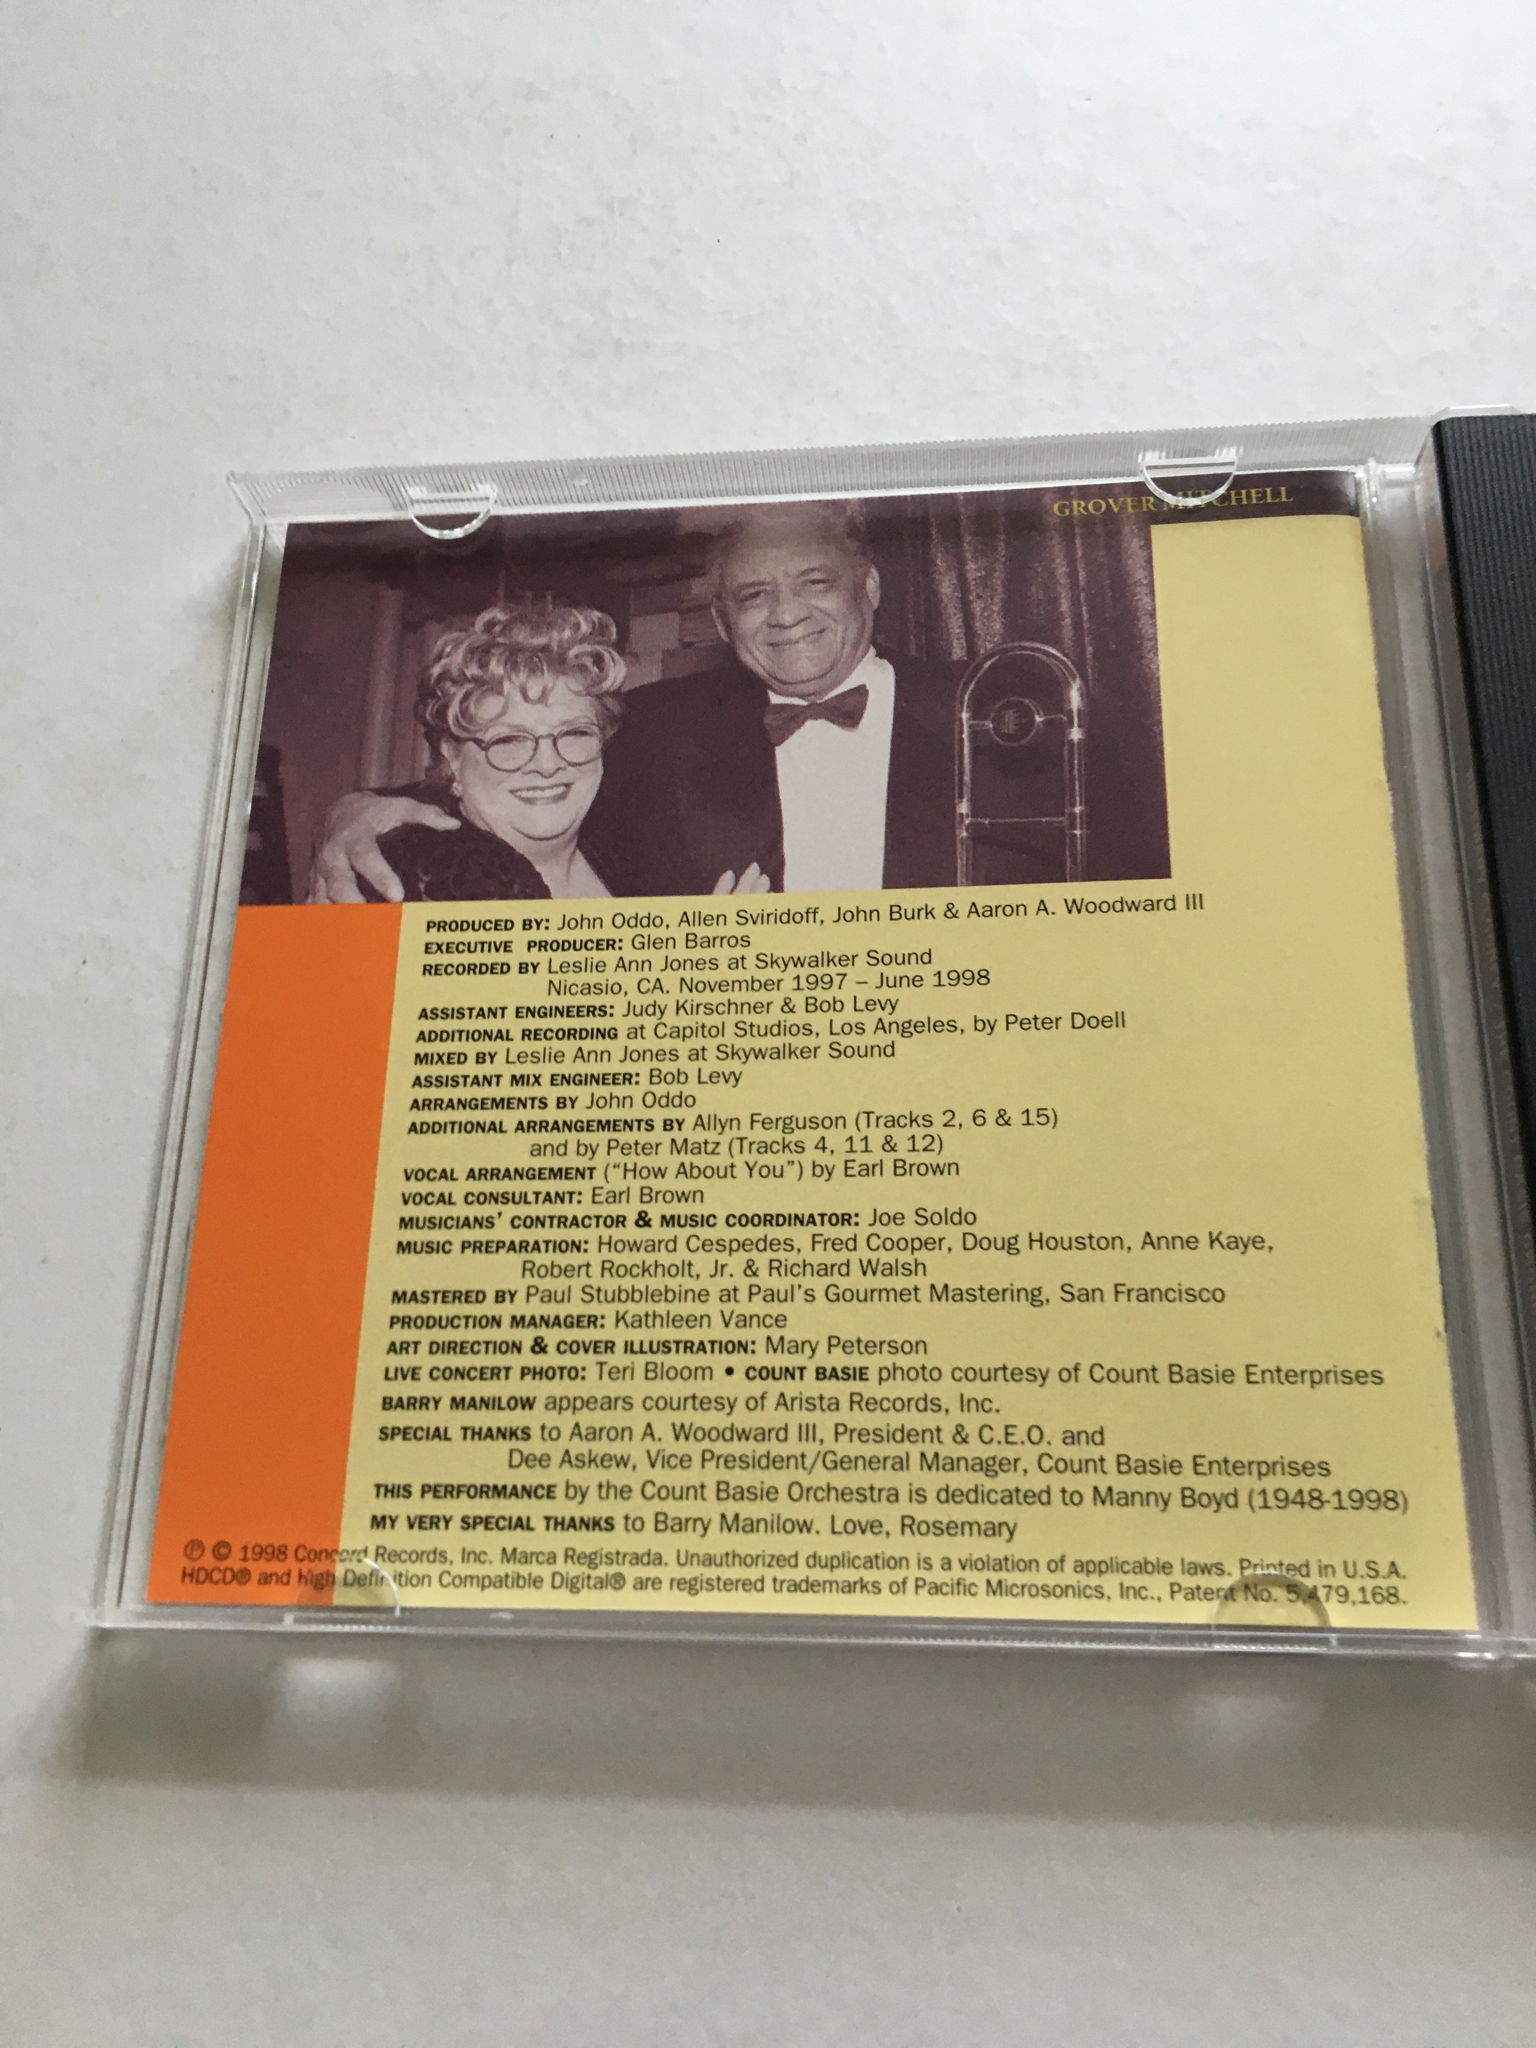 GROVER MITCHELL
PRODUCED BY: John Oddo, Allen Sviridoff, John Burk & Aaron A. Woodward III
EXECUTIVE PRODUCER: Glen Barros
RECORDED BY Leslie Ann Jones at Skywalker Sound
Nicasio, CA. November 1997 – June 1998
ASSISTANT ENGINEERS: Judy Kirschner & Bob Levy
ADDITIONAL RECORDING at Capitol Studios, Los Angeles, by Peter Doell
MIXED BY Leslie Ann Jones at Skywalker Sound
ASSISTANT MIX ENGINEER: Bob Levy
ARRANGEMENTS BY John Oddo
ADDITIONAL ARRANGEMENTS BY Allyn Ferguson (Tracks 2, 6 & 15)
and by Peter Matz (Tracks 4, 11 & 12)
VOCAL ARRANGEMENT (“How About You”) by Earl Brown
VOCAL CONSULTANT: Earl Brown
MUSICIANS’ CONTRACTOR & MUSIC COORDINATOR: Joe Soldo
MUSIC PREPARATION: Howard Cespedes, Fred Cooper, Doug Houston, Anne Kaye,
Robert Rockholt, Jr. & Richard Walsh
MASTERED BY Paul Stubblebine at Paul’s Gourmet Mastering, San Francisco
PRODUCTION MANAGER: Kathleen Vance
ART DIRECTION & COVER ILLUSTRATION: Mary Peterson
LIVE CONCERT PHOTO: Teri Bloom • COUNT BASIE photo courtesy of Count Basie Enterprises
BARRY MANILOW appears courtesy of Arista Records, Inc.
SPECIAL THANKS to Aaron A. Woodward III, President & C.E.O. and
Dee Askew, Vice President/General Manager, Count Basie Enterprises
THIS PERFORMANCE by the Count Basie Orchestra is dedicated to Manny Boyd (1948-1998)
MY VERY SPECIAL THANKS to Barry Manilow. Love, Rosemary
℗ © 1998 Concord Records, Inc. Marca Registrada. Unauthorized duplication is a violation of applicable laws. Printed in U.S.A.
HDCD® and High Definition Compatible Digital® are registered trademarks of Pacific Microsonics, Inc., Patent No. 5,479,168.